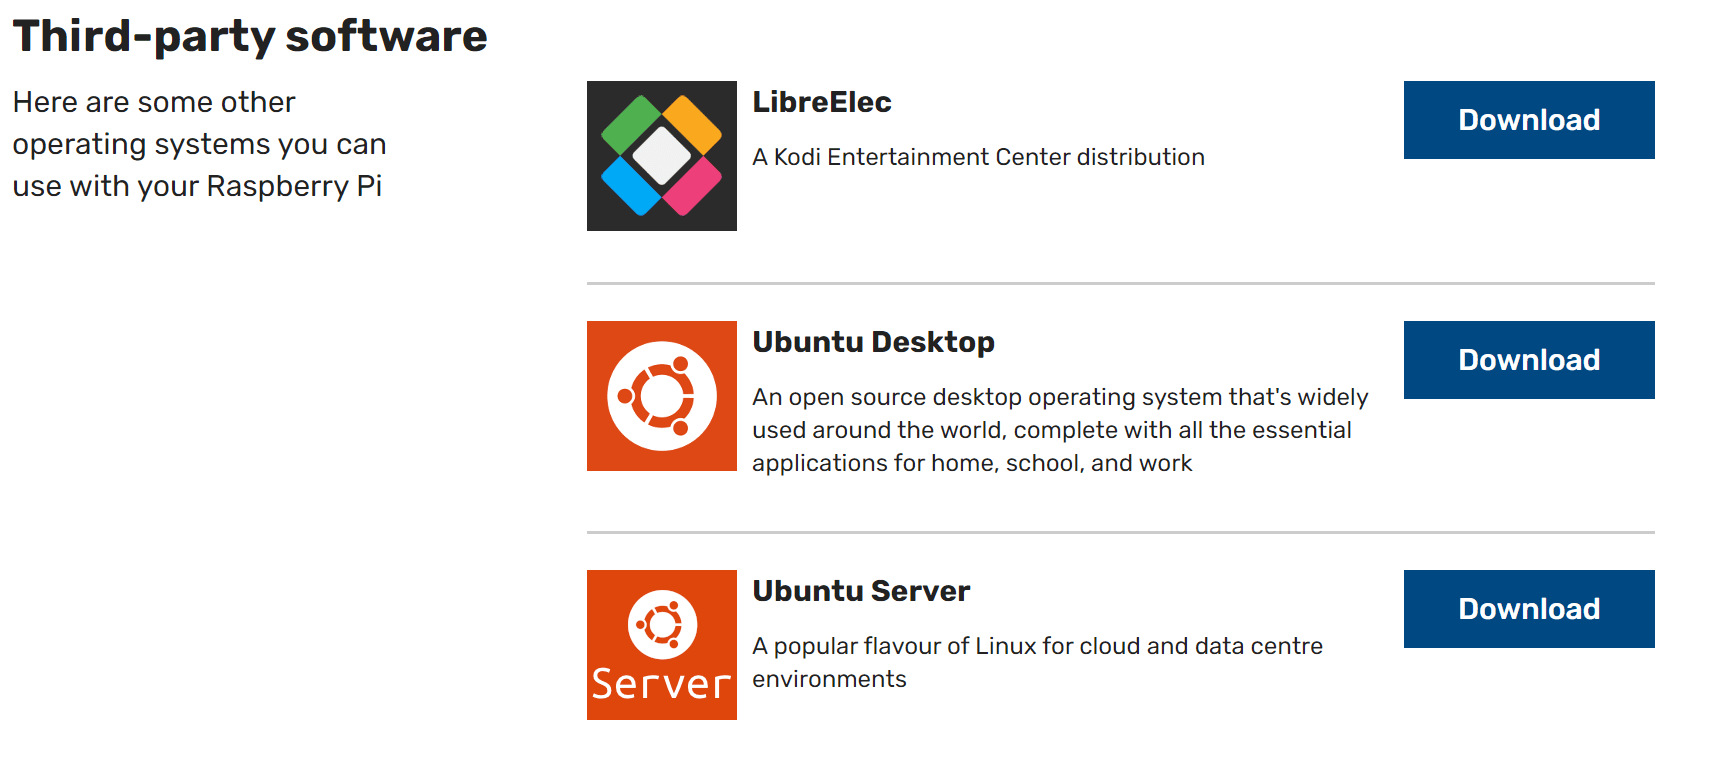 Third-party software
Here are some other
operating systems you can
use with your Raspberry Pi
LibreElec
A Kodi Entertainment Center distribution
Download
Ubuntu Desktop
An open source desktop operating system that's widely
used around the world, complete with all the essential
applications for home, school, and work
Download
Server
Ubuntu Server
A popular flavour of Linux for cloud and data centre
environments
Download